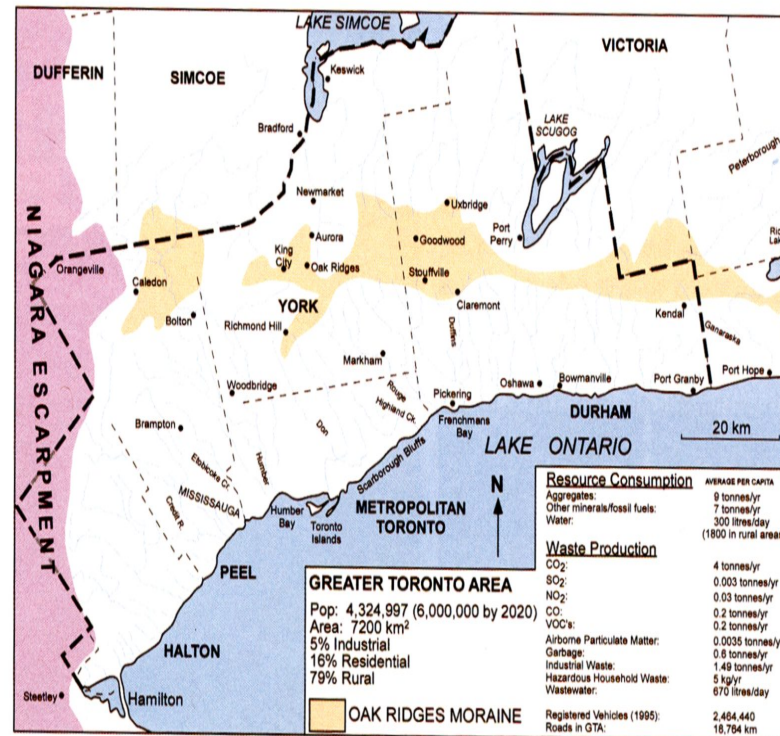 LAKE SIMCOE
DUFFERIN
SIMCOE
VICTORIA
Keswick
Bradford
LAKE
SCUGOG
Peterborough
Newmarket
Uxbridge
NIAGARA ESCARPMENT
Orangeville
Aurora
King
City
Oak Ridges
Goodwood
Port
Perry
Caledon
Stouffville
Claremont
Bolton
YORK
Richmond Hill
Duffins
Kendal
Ganaraska
Markham
Woodbridge
Rouge
Highland Cr.
Pickering
Oshawa
Bowmanville
Port Granby
Port Hope
Brampton
Don
Humber
Etobicoke Cr.
Frenchmans
Bay
DURHAM
LAKE ONTARIO
20 km
Scarborough Bluffs
MISSISSAUGA
Credit R.
Humber
Bay
Toronto
Islands
METROPOLITAN
TORONTO
N
PEEL
HALTON
Steetley
Hamilton
GREATER TORONTO AREA
Pop: 4,324,997 (6,000,000 by 2020)
Area: 7200 km²
5% Industrial
16% Residential
79% Rural
OAK RIDGES MORAINE
Resource Consumption AVERAGE PER CAPITA
Aggregates: 9 tonnes/yr
Other minerals/fossil fuels: 7 tonnes/yr
Water: 300 litres/day
(1800 in rural areas
Waste Production
CO₂: 4 tonnes/yr
SO₂: 0.003 tonnes/yr
NO₂: 0.03 tonnes/yr
CO: 0.2 tonnes/yr
VOC's: 0.2 tonnes/yr
Airborne Particulate Matter: 0.0035 tonnes/yr
Garbage: 0.6 tonnes/yr
Industrial Waste: 1.49 tonnes/yr
Hazardous Household Waste: 5 kg/yr
Wastewater: 670 litres/day
Registered Vehicles (1995): 2,464,440
Roads in GTA: 16,764 km